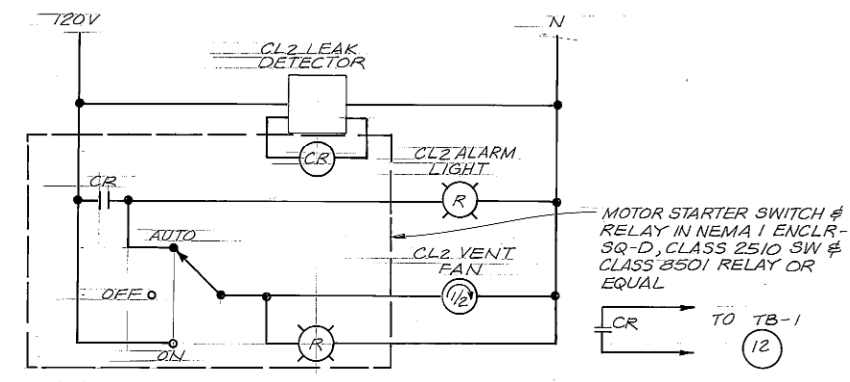 120V
N
CL2 LEAK
DETECTOR
CR
CL2 ALARM
LIGHT
CR
R
MOTOR STARTER SWITCH &
RELAY IN NEMA 1 ENCLR-
SQ-D, CLASS 2510 SW &
CLASS 8501 RELAY OR
EQUAL
AUTO
CL2 VENT
FAN
OFF
1/2
CR
TO TB-1
R
12
ON